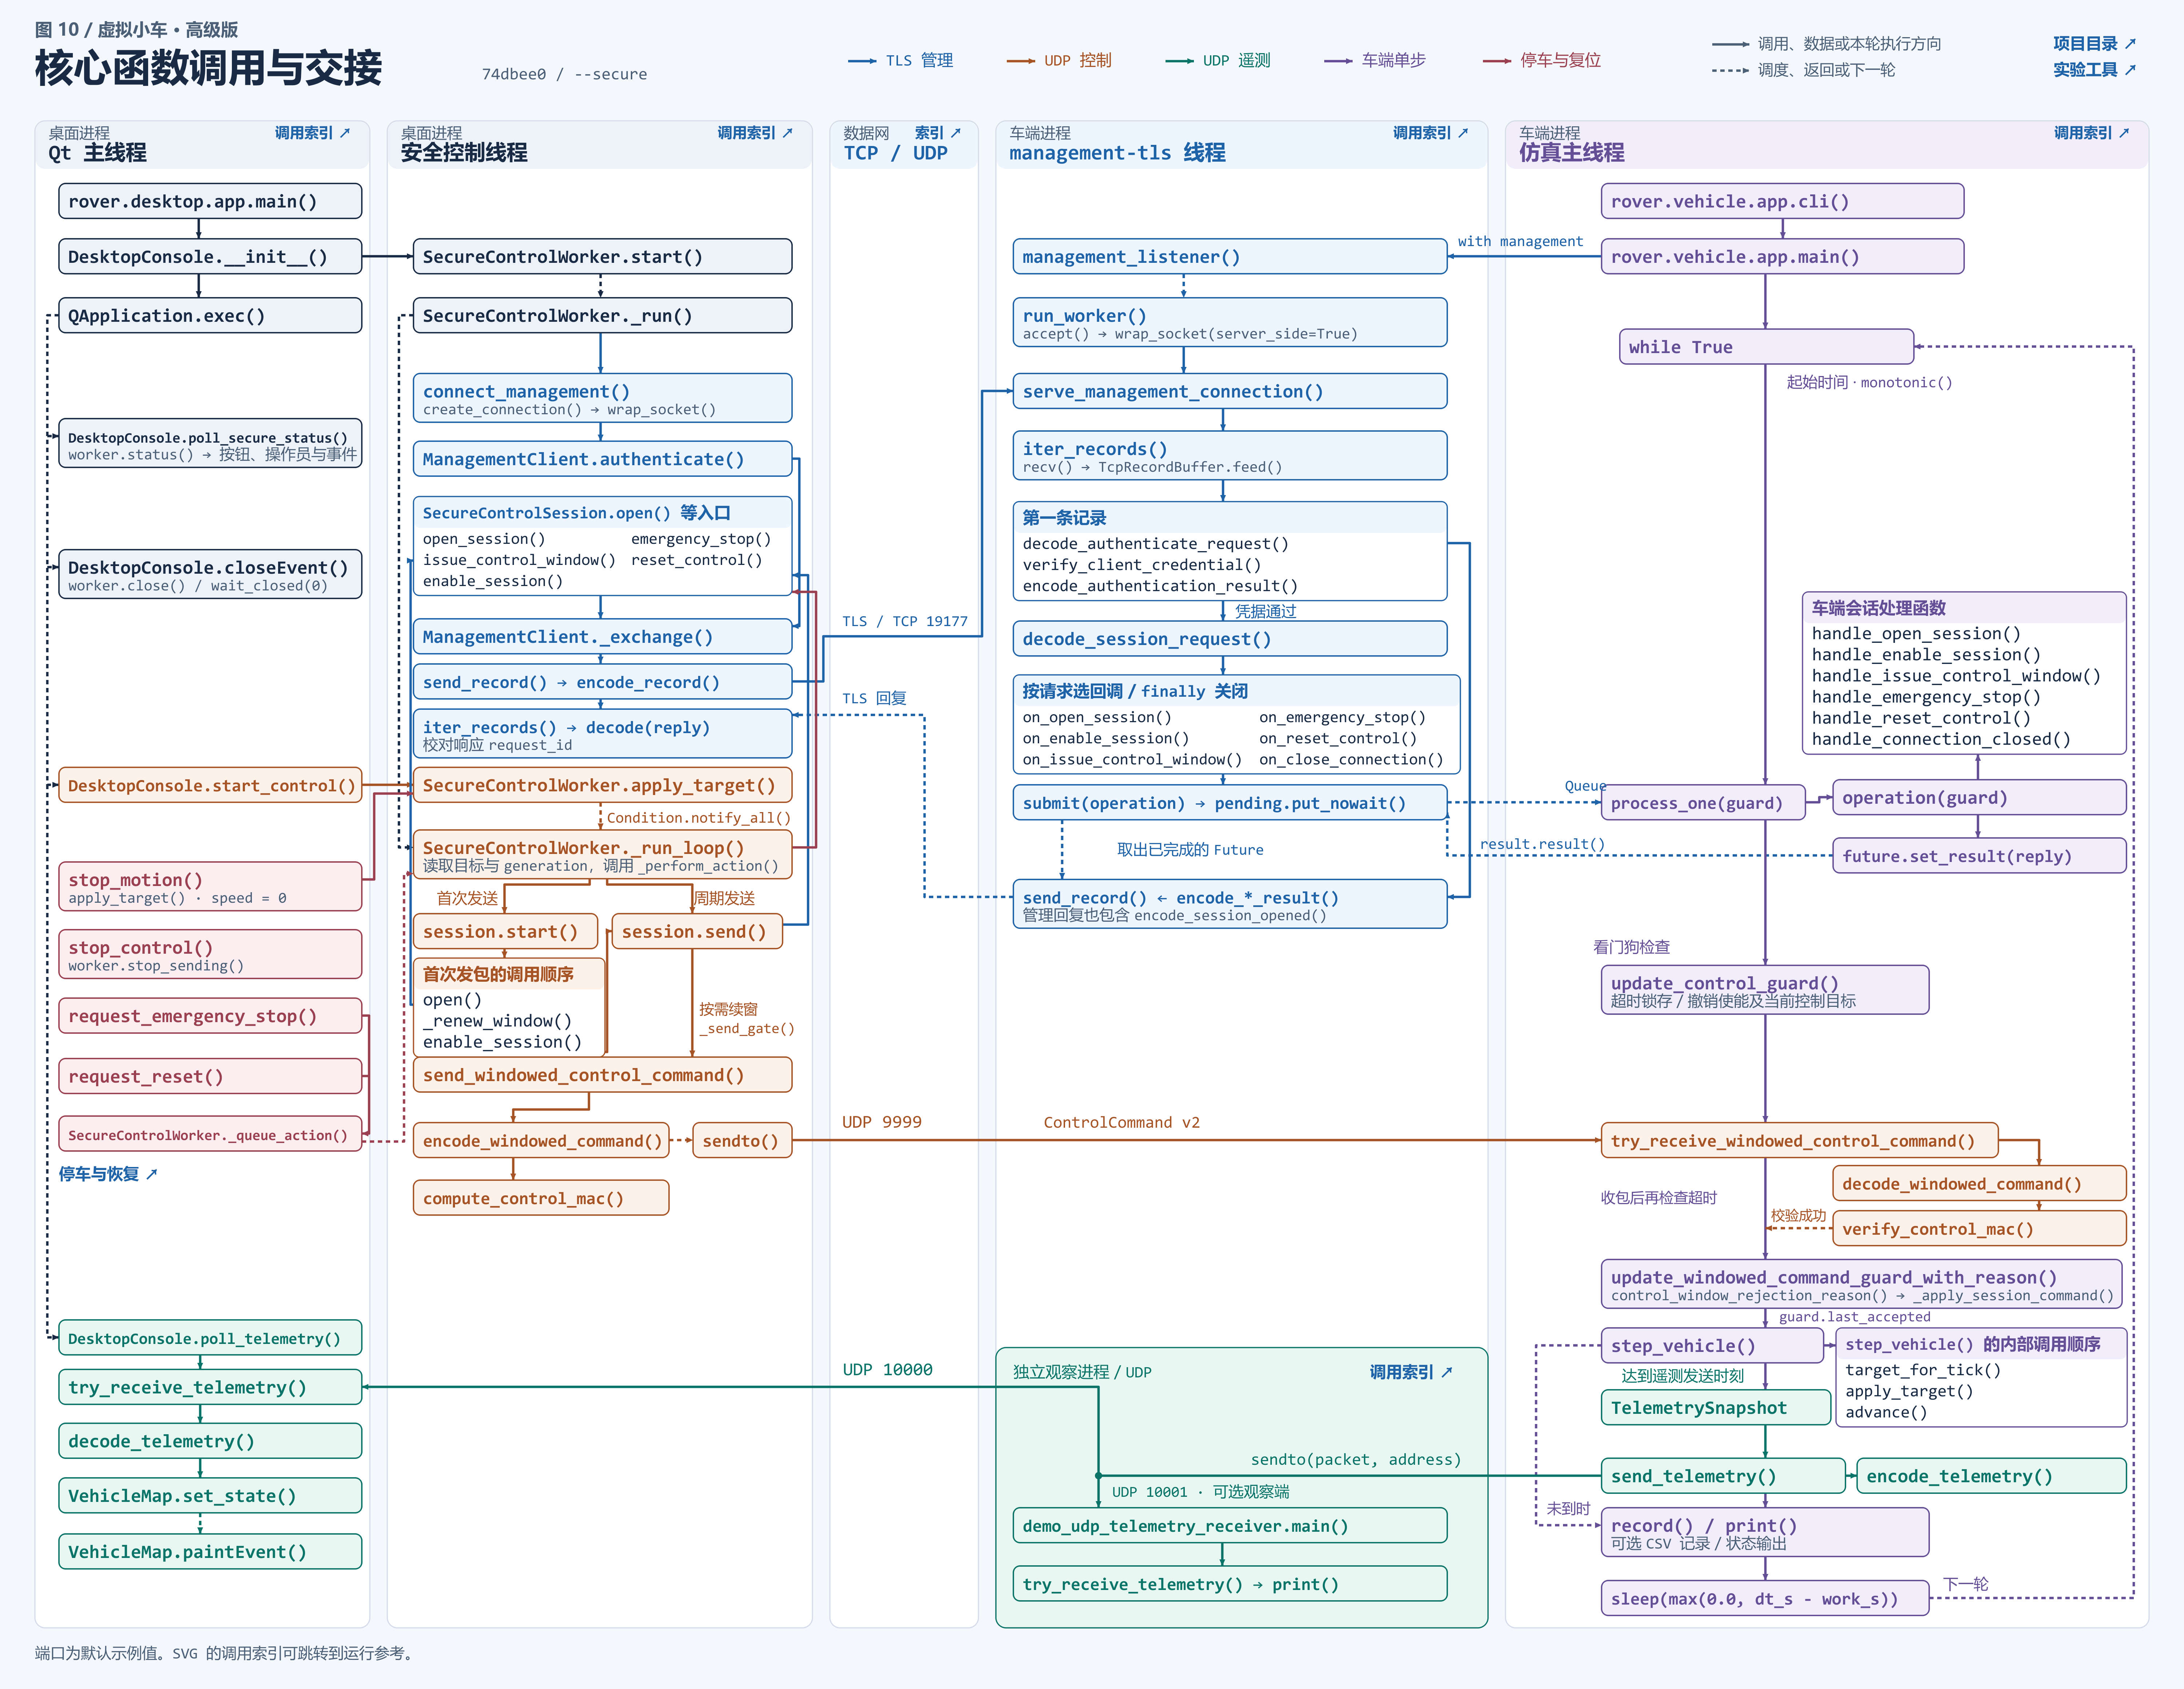 图 10 / 虚拟小车 • 高级版
核心函数调用与交接
74dbee0 / --secure
TLS 管理
UDP 控制
UDP 遥测
车端单步
停车与复位
调用、数据或本轮执行方向
调度、返回或下一轮
项目目录 ↗
实验工具 ↗
桌面进程
调用索引 ↗
Qt 主线程
rover.desktop.app.main()
DesktopConsole.__init__()
QApplication.exec()
DesktopConsole.poll_secure_status()
worker.status() → 按钮、操作员与事件
DesktopConsole.closeEvent()
worker.close() / wait_closed(0)
DesktopConsole.start_control()
stop_motion()
apply_target() · speed = 0
stop_control()
worker.stop_sending()
request_emergency_stop()
request_reset()
SecureControlWorker._queue_action()
停车与恢复 ↗
DesktopConsole.poll_telemetry()
try_receive_telemetry()
decode_telemetry()
VehicleMap.set_state()
VehicleMap.paintEvent()
桌面进程
调用索引 ↗
安全控制线程
SecureControlWorker.start()
SecureControlWorker._run()
connect_management()
create_connection() → wrap_socket()
ManagementClient.authenticate()
SecureControlSession.open() 等入口
open_session() emergency_stop()
issue_control_window() reset_control()
enable_session()
ManagementClient._exchange()
send_record() → encode_record()
iter_records() → decode(reply)
校对响应 request_id
SecureControlWorker.apply_target()
Condition.notify_all()
SecureControlWorker._run_loop()
读取目标与 generation, 调用 _perform_action()
首次发送
周期发送
session.start()
session.send()
首次发包的调用顺序
open()
_renew_window()
enable_session()
按需续窗
_send_gate()
send_windowed_control_command()
encode_windowed_command()
sendto()
compute_control_mac()
数据网
索引 ↗
TCP / UDP
TLS / TCP 19177
TLS 回复
UDP 9999
UDP 10000
车端进程
调用索引 ↗
management-tls 线程
management_listener()
run_worker()
accept() → wrap_socket(server_side=True)
serve_management_connection()
iter_records()
recv() → TcpRecordBuffer.feed()
第一条记录
decode_authenticate_request()
verify_client_credential()
encode_authentication_result()
凭据通过
decode_session_request()
按请求选回调 / finally 关闭
on_open_session() on_emergency_stop()
on_enable_session() on_reset_control()
on_issue_control_window() on_close_connection()
submit(operation) → pending.put_nowait()
取出已完成的 Future
send_record() ← encode_*_result()
管理回复也包含 encode_session_opened()
ControlCommand v2
独立观察进程 / UDP
调用索引 ↗
sendto(packet, address)
UDP 10001 · 可选观察端
demo_udp_telemetry_receiver.main()
try_receive_telemetry() → print()
车端进程
调用索引 ↗
仿真主线程
rover.vehicle.app.cli()
with management
rover.vehicle.app.main()
while True
起始时间 · monotonic()
车端会话处理函数
handle_open_session()
handle_enable_session()
handle_issue_control_window()
handle_emergency_stop()
handle_reset_control()
handle_connection_closed()
Queue
process_one(guard)
operation(guard)
result.result()
future.set_result(reply)
看门狗检查
update_control_guard()
超时锁存 / 撤销使能及当前控制目标
try_receive_windowed_control_command()
decode_windowed_command()
收包后再检查超时
校验成功
verify_control_mac()
update_windowed_command_guard_with_reason()
control_window_rejection_reason() → _apply_session_command()
guard.last_accepted
step_vehicle()
step_vehicle() 的内部调用顺序
target_for_tick()
apply_target()
advance()
达到遥测发送时刻
TelemetrySnapshot
send_telemetry()
encode_telemetry()
未到时
record() / print()
可选 CSV 记录 / 状态输出
sleep(max(0.0, dt_s - work_s))
下一轮
端口为默认示例值。SVG 的调用索引可跳转到运行参考。